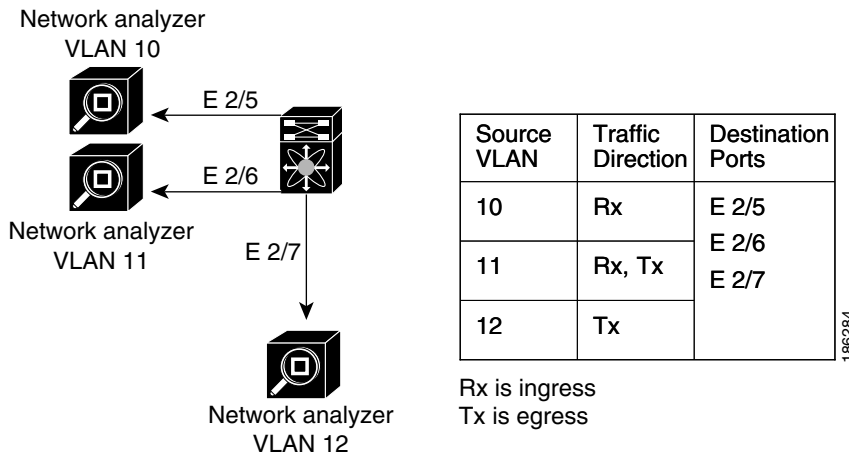 Network analyzer
VLAN 10
E 2/5
E 2/6
Network analyzer
VLAN 11
E 2/7
Network analyzer
VLAN 12
Source VLAN Traffic Direction Destination Ports
10 Rx E 2/5
E 2/6
11 Rx, Tx E 2/7
12 Tx
Rx is ingress
Tx is egress
186284